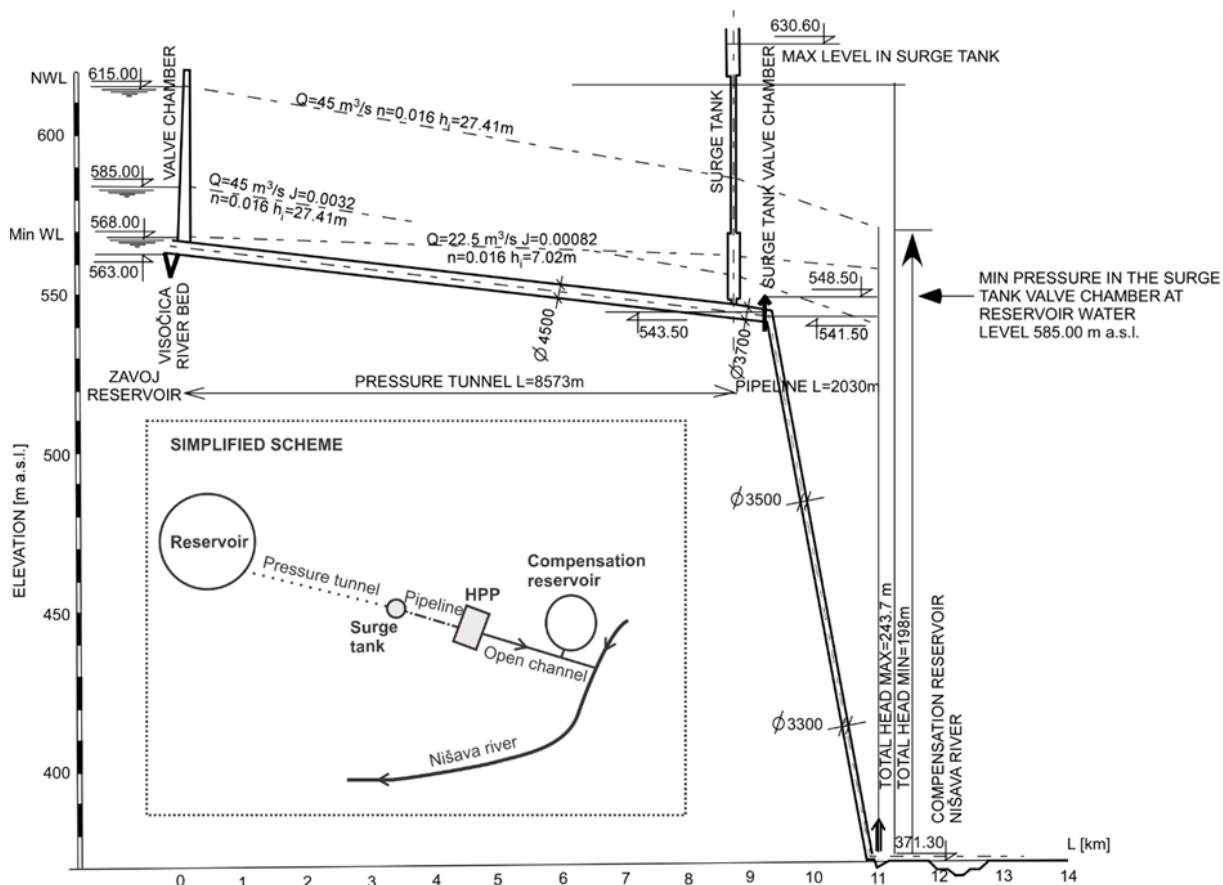 630.60
MAX LEVEL IN SURGE TANK
NWL
615.00
VALVE CHAMBER
Q=45 m³/s n=0.016 hᵢ=27.41m
SURGE TANK
SURGE TANK VALVE CHAMBER
600
585.00
Q=45 m³/s J=0.0032
n=0.016 hᵢ=27.41m
568.00
Min WL
Q=22.5 m³/s J=0.00082
n=0.016 hᵢ=7.02m
563.00
548.50
MIN PRESSURE IN THE SURGE
TANK VALVE CHAMBER AT
RESERVOIR WATER
LEVEL 585.00 m a.s.l.
550
VISOČICA
RIVER BED
Ø 4500
543.50
Ø3700
541.50
ZAVOJ
RESERVOIR
PRESSURE TUNNEL L=8573m
PIPELINE L=2030m
ELEVATION [m a.s.l.]
500
SIMPLIFIED SCHEME
Reservoir
Pressure tunnel
Pipeline
HPP
Compensation
reservoir
Surge
tank
Open channel
Nišava river
Ø3500
450
Ø3300
TOTAL HEAD MAX=243.7 m
TOTAL HEAD MIN=198m
COMPENSATION RESERVOIR
NIŠAVA RIVER
400
371.30
L [km]
0 1 2 3 4 5 6 7 8 9 10 11 12 13 14